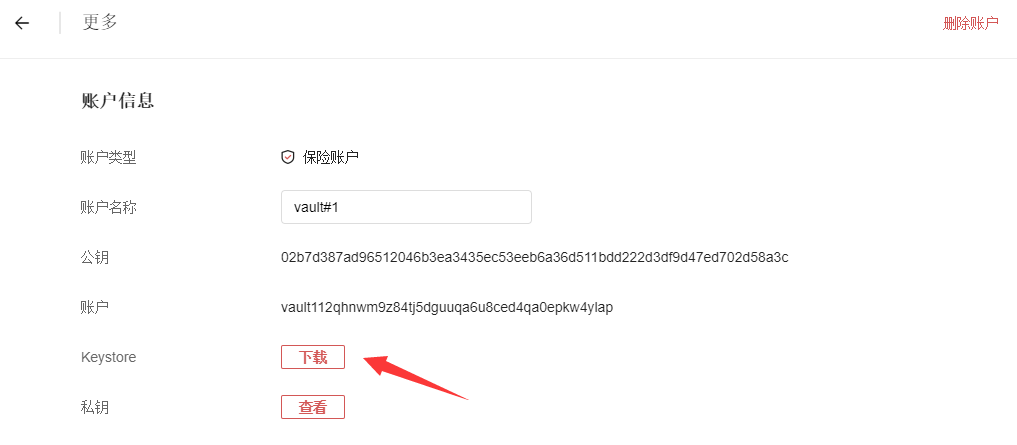 更多
删除账户
账户信息
账户类型 保险账户
账户名称 vault#1
公钥 02b7d387ad96512046b3ea3435ec53eeb6a36d511bdd222d3df9d47ed702d58a3c
账户 vault112qhnwm9z84tj5dguuqa6u8ced4qa0epkw4ylap
Keystore 下载
私钥 查看